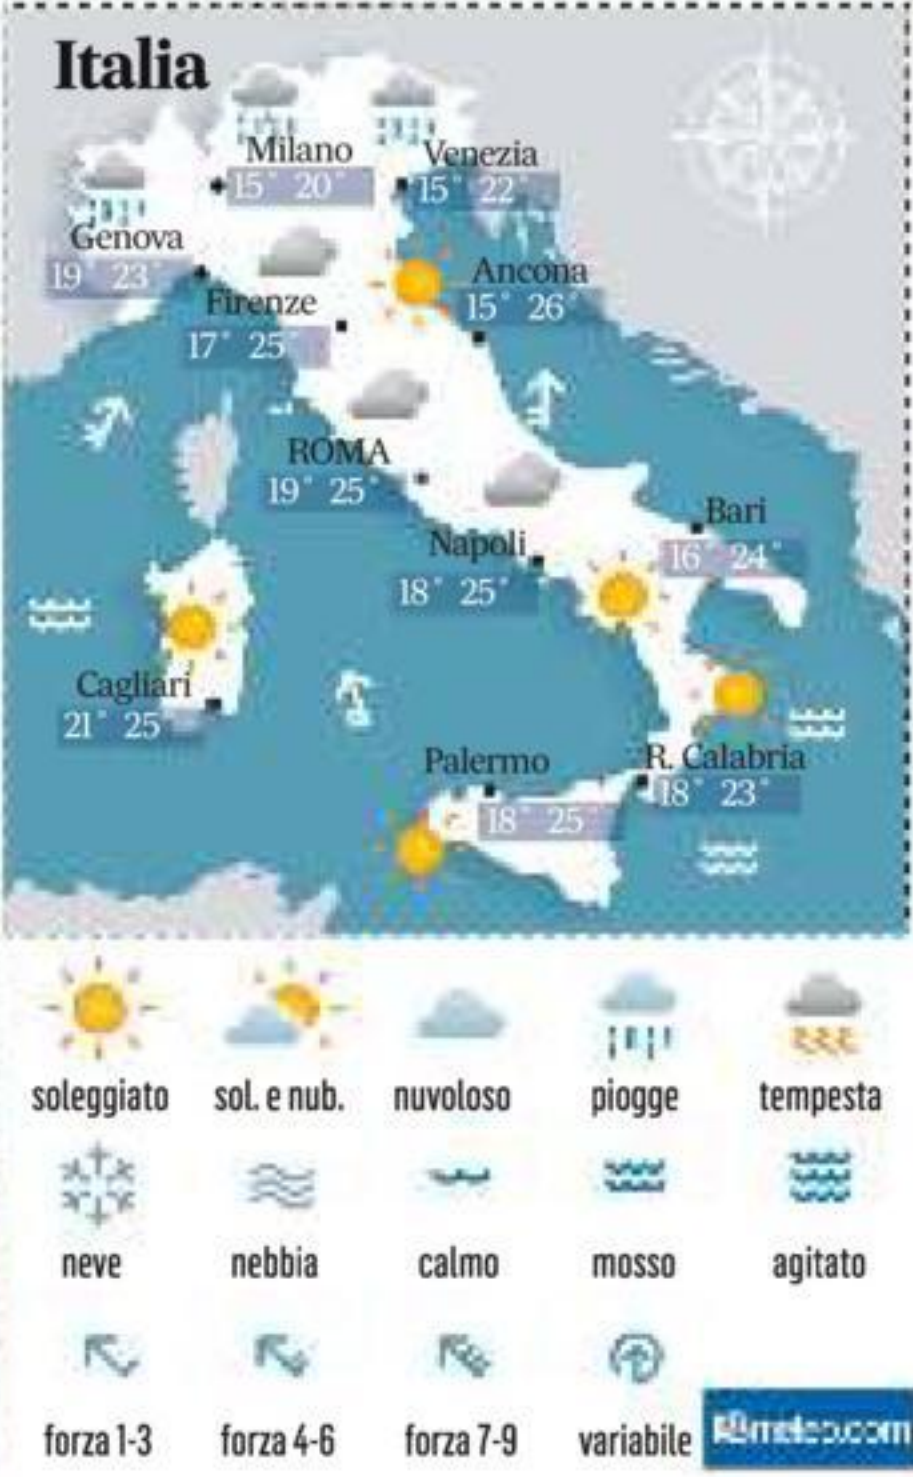 Italia
Milano
15° 20°
Venezia
15° 22°
Genova
19° 23°
Firenze
17° 25°
Ancona
15° 26°
ROMA
19° 25°
Napoli
18° 25°
Bari
16° 24°
Cagliari
21° 25
Palermo
18° 25°
R. Calabria
18° 23°
soleggiato sol. e nub. nuvoloso piogge tempesta
neve nebbia calmo mosso agitato
forza 1-3 forza 4-6 forza 7-9 variabile